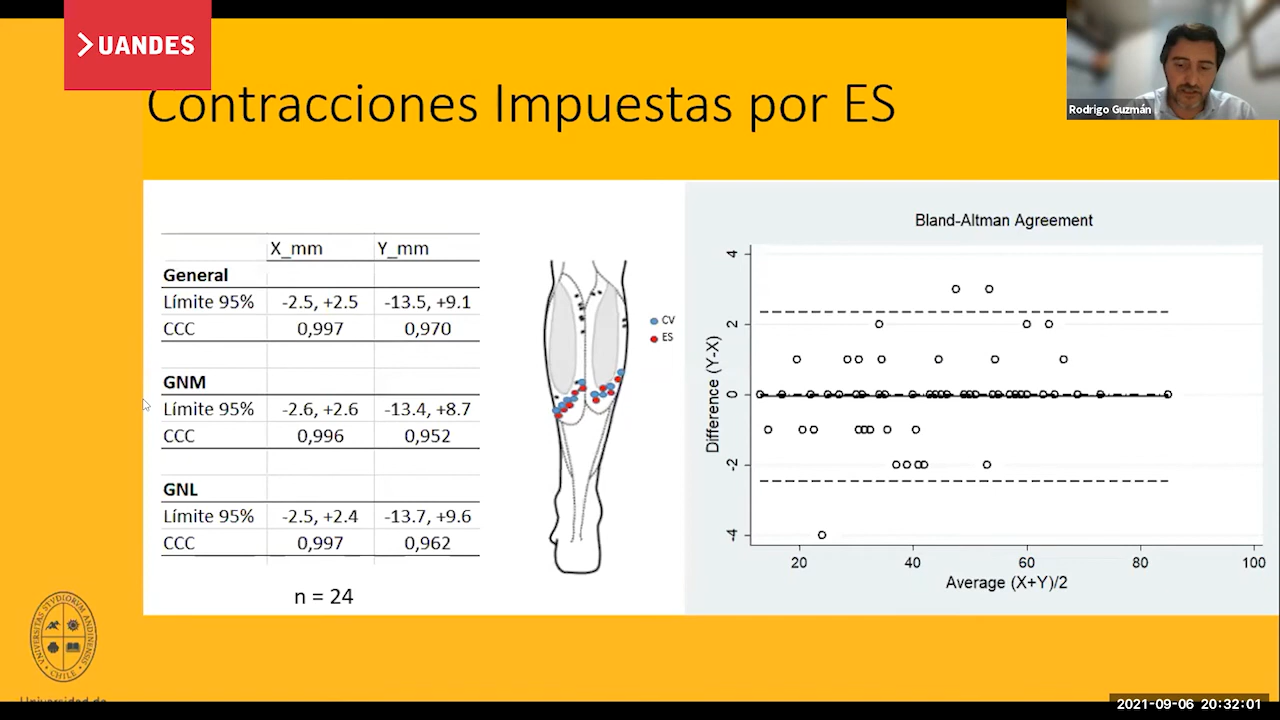 UANDES
Contracciones Impuestas por ES
Rodrigo Guzmán
X_mm Y_mm
General
Límite 95% -2.5, +2.5 -13.5, +9.1
CCC 0,997 0,970
GNM
Límite 95% -2.6, +2.6 -13.4, +8.7
CCC 0,996 0,952
GNL
Límite 95% -2.5, +2.4 -13.7, +9.6
CCC 0,997 0,962
n = 24
CV
ES
Bland-Altman Agreement
Difference (Y-X)
4
2
0
-2
-4
20 40 60 80 100
Average (X+Y)/2
UNIVERSITAS STVDIORVM ANDINENSIS
CHILE
2021-09-06 20:32:01